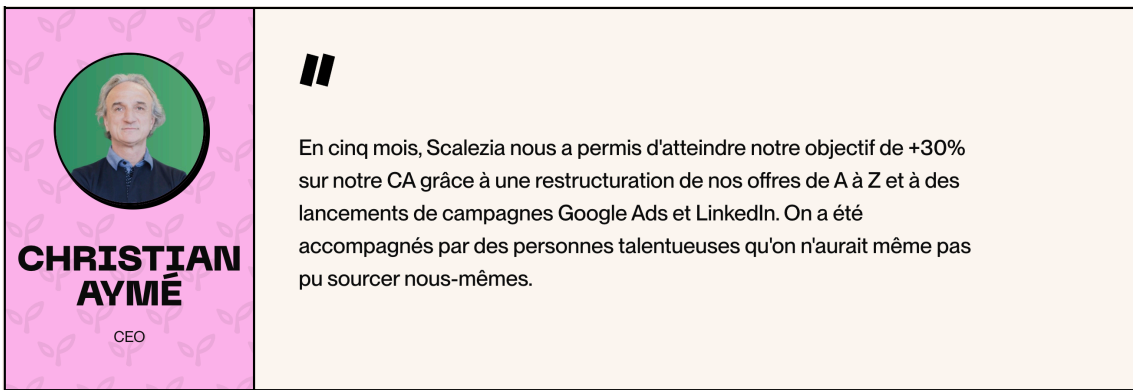 CHRISTIAN
AYMÉ
CEO
"
En cinq mois, Scalezia nous a permis d'atteindre notre objectif de +30%
sur notre CA grâce à une restructuration de nos offres de A à Z et à des
lancements de campagnes Google Ads et LinkedIn. On a été
accompagnés par des personnes talentueuses qu'on n'aurait même pas
pu sourcer nous-mêmes.